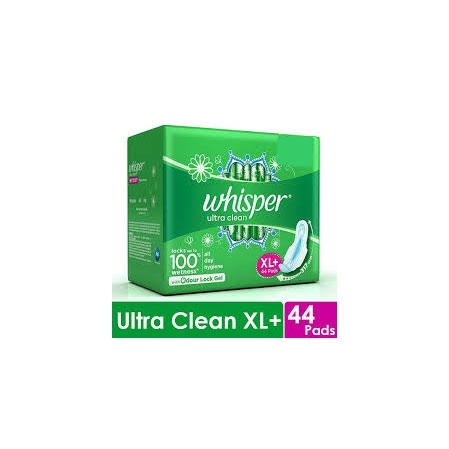 whisper®
ultra clean
locks up to
100%
wetness*
with Odour Lock Gel
all
day
hygiene
XL+
44 Pads
Ultra Clean XL+
44
Pads